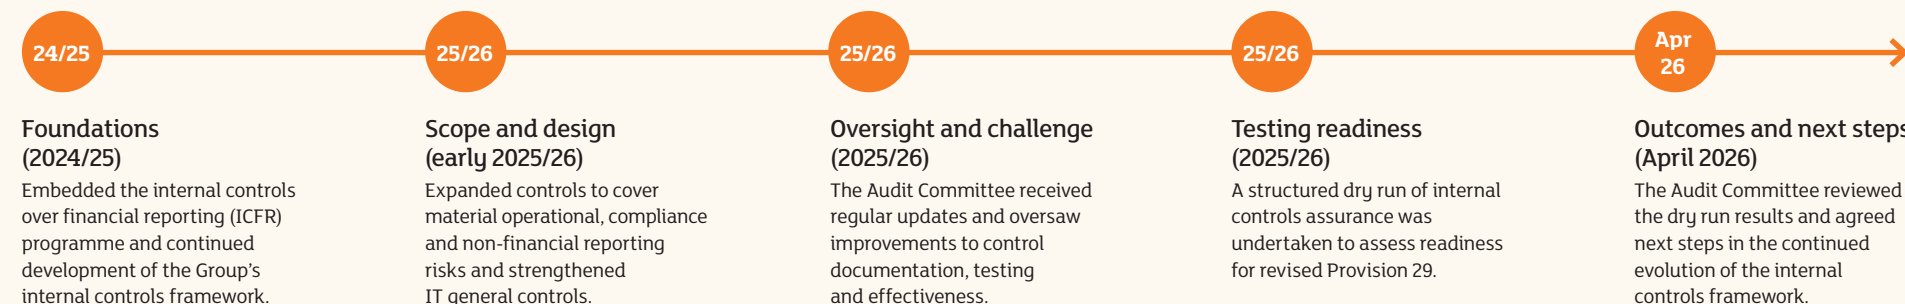 24/25
25/26
25/26
25/26
Apr
26
Foundations
(2024/25)
Embedded the internal controls
over financial reporting (ICFR)
programme and continued
development of the Group’s
internal controls framework.
Scope and design
(early 2025/26)
Expanded controls to cover
material operational, compliance
and non-financial reporting
risks and strengthened
IT general controls.
Oversight and challenge
(2025/26)
The Audit Committee received
regular updates and oversaw
improvements to control
documentation, testing
and effectiveness.
Testing readiness
(2025/26)
A structured dry run of internal
controls assurance was
undertaken to assess readiness
for revised Provision 29.
Outcomes and next steps
(April 2026)
The Audit Committee reviewed
the dry run results and agreed
next steps in the continued
evolution of the internal
controls framework.